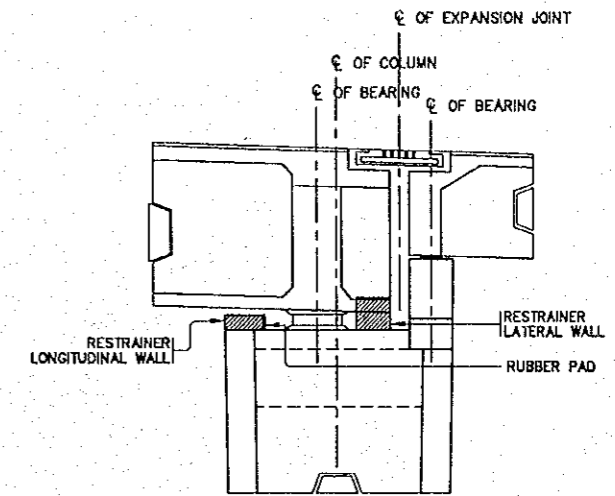 ℄ OF EXPANSION JOINT
℄ OF COLUMN
℄ OF BEARING
℄ OF BEARING
RESTRAINER
LONGITUDINAL WALL
RESTRAINER
LATERAL WALL
RUBBER PAD